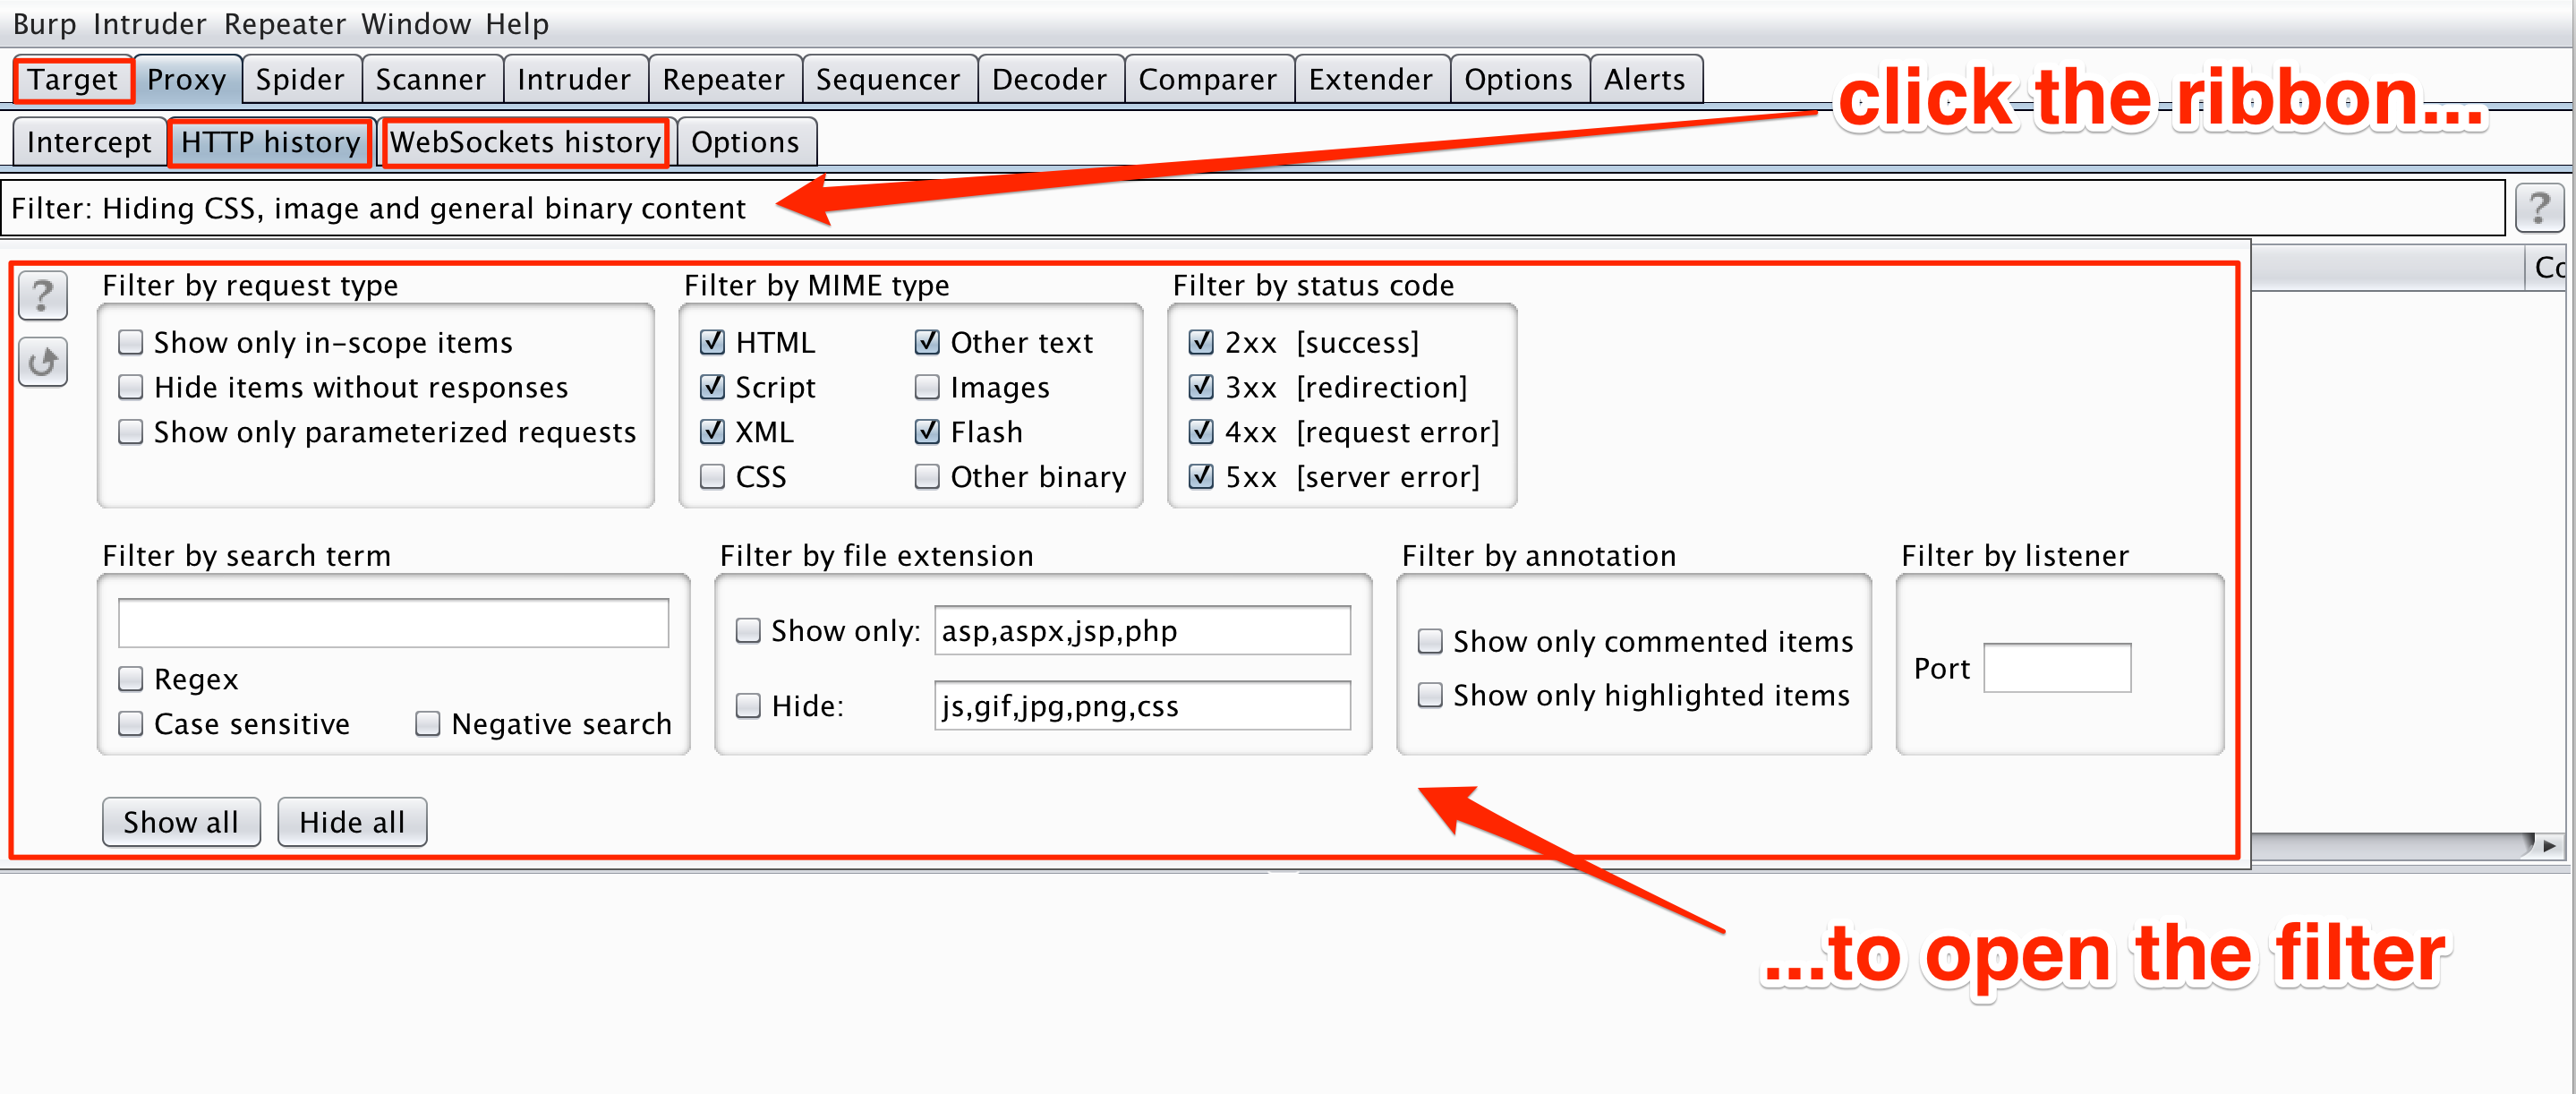 Burp Intruder Repeater Window Help
Target Proxy Spider Scanner Intruder Repeater Sequencer Decoder Comparer Extender Options Alerts
click the ribbon...
Intercept HTTP history WebSockets history Options
Filter: Hiding CSS, image and general binary content
?
Co
?
Filter by request type
Show only in-scope items
Hide items without responses
Show only parameterized requests
Filter by MIME type
HTML Other text
Script Images
XML Flash
CSS Other binary
Filter by status code
2xx [success]
3xx [redirection]
4xx [request error]
5xx [server error]
Filter by search term
Regex
Case sensitive Negative search
Filter by file extension
Show only: asp,aspx,jsp,php
Hide: js,gif,jpg,png,css
Filter by annotation
Show only commented items
Show only highlighted items
Filter by listener
Port
Show all Hide all
...to open the filter